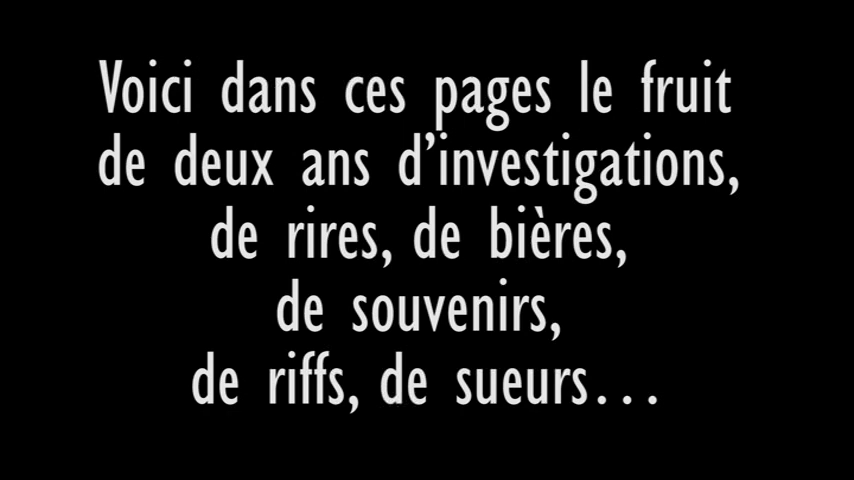 Voici dans ces pages le fruit
de deux ans d’investigations,
de rires, de bières,
de souvenirs,
de riffs, de sueurs...